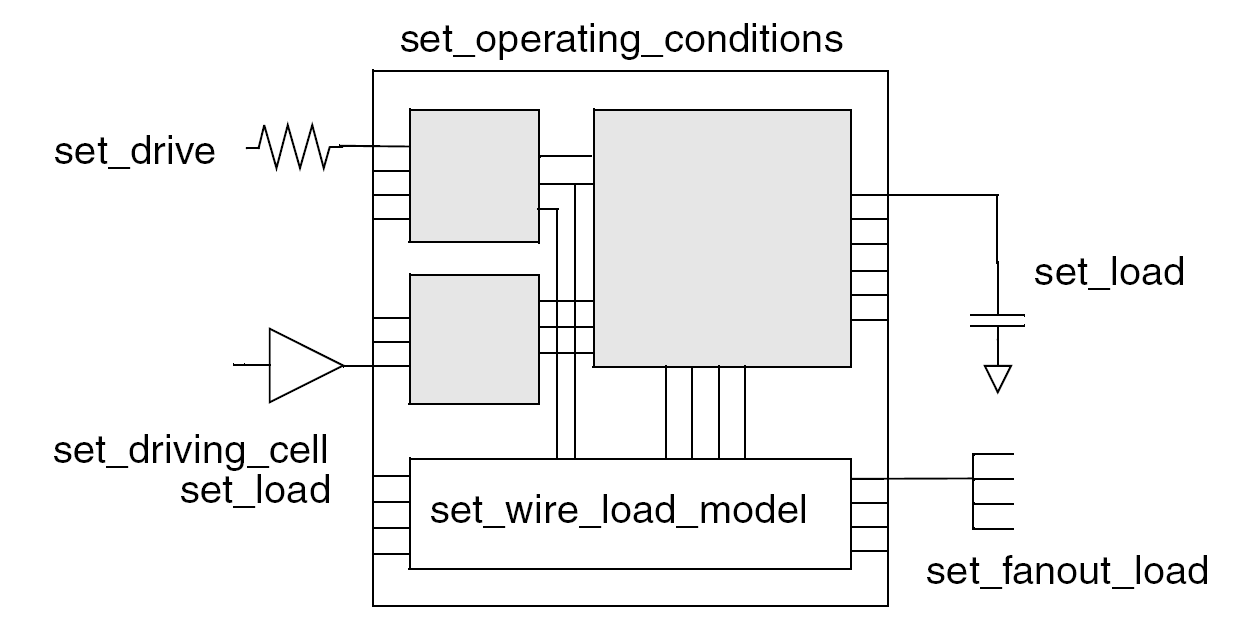 set_operating_conditions
set_drive
set_load
set_driving_cell
set_load
set_wire_load_model
set_fanout_load